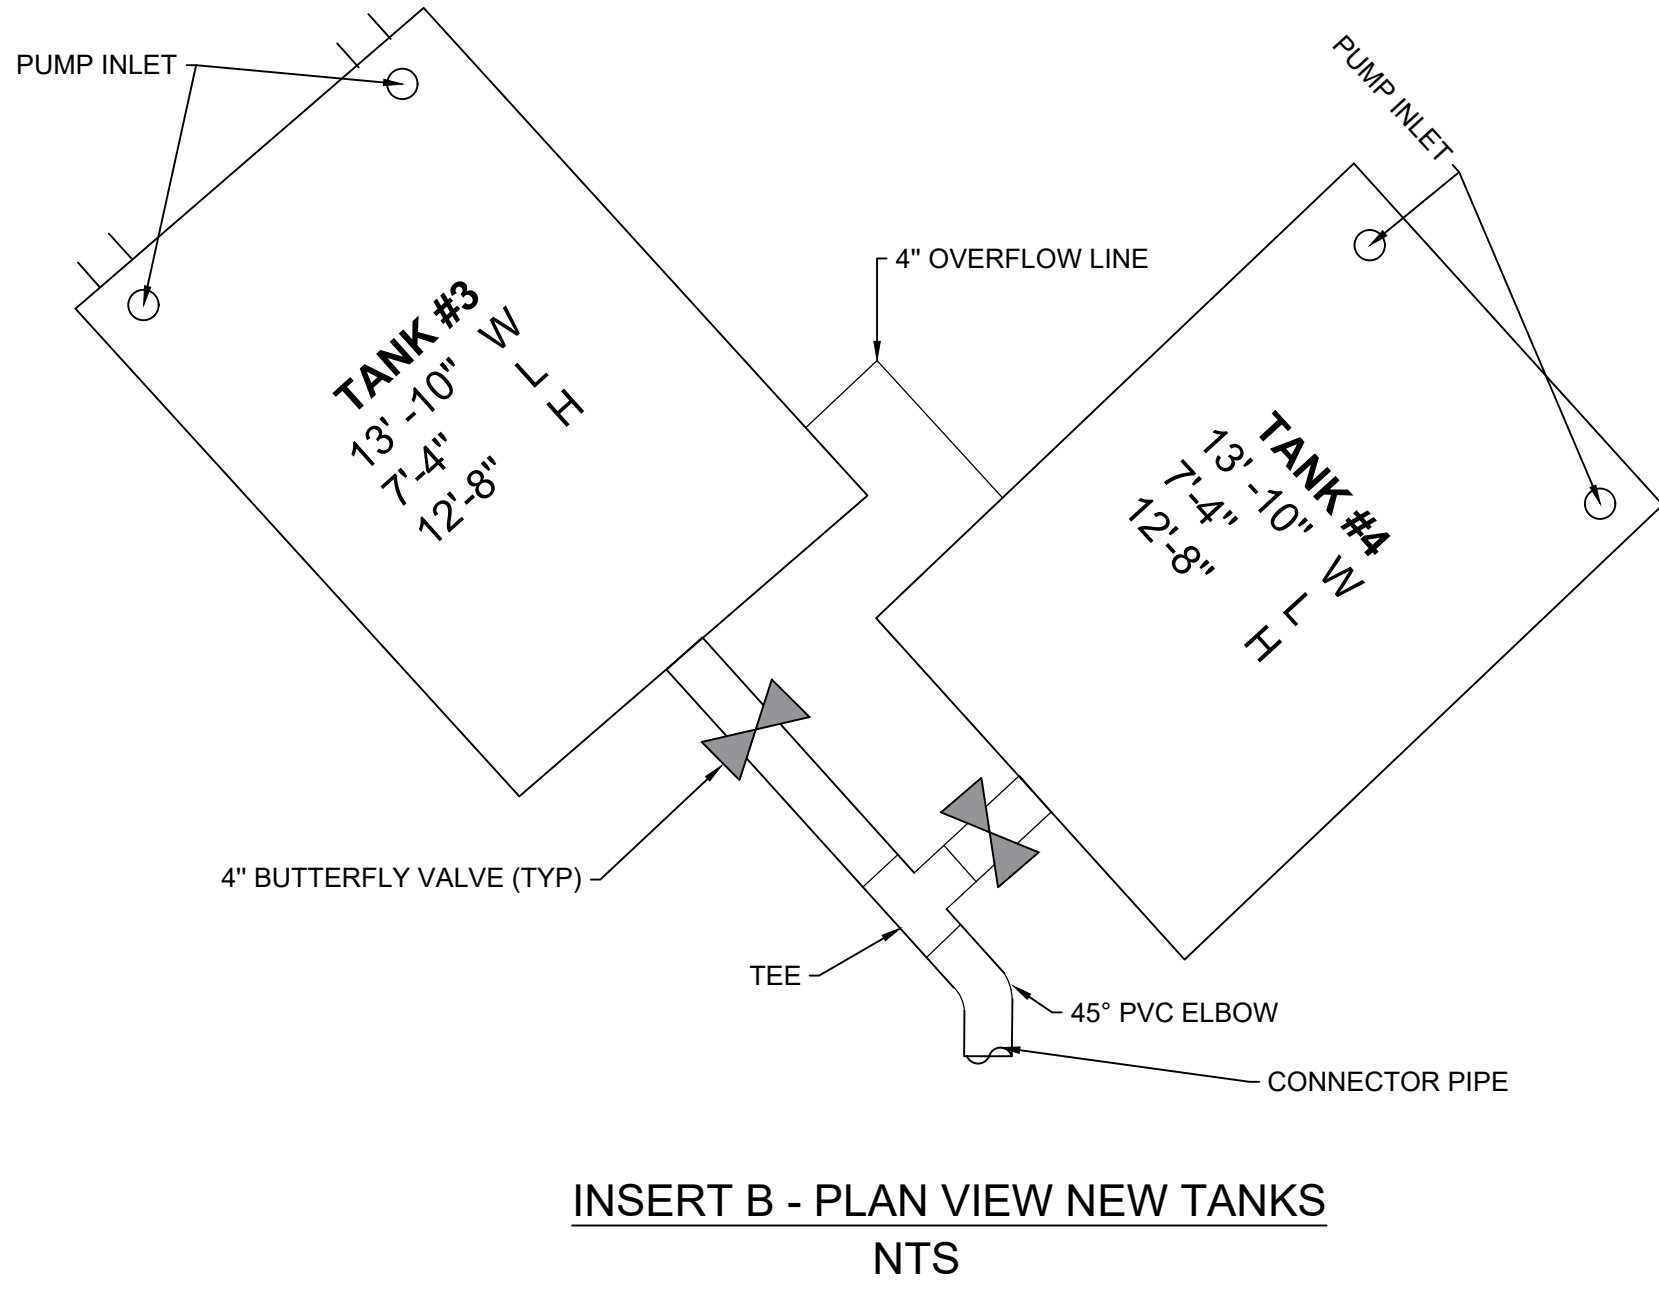 PUMP INLET
PUMP INLET
4" OVERFLOW LINE
TANK #3
13' -10" W
7'-4" L
12'-8" H
TANK #4
13' -10" W
7'-4" L
12'-8" H
4" BUTTERFLY VALVE (TYP)
TEE
45° PVC ELBOW
CONNECTOR PIPE
INSERT B - PLAN VIEW NEW TANKS
NTS